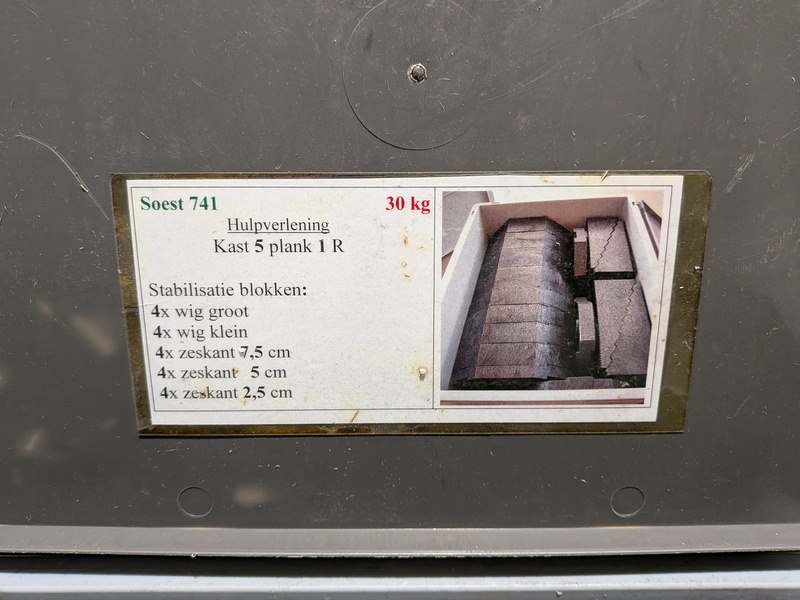 Soest 741 30 kg
Hulpverlening
Kast 5 plank 1 R
Stabilisatie blokken:
4x wig groot
4x wig klein
4x zeskant 7,5 cm
4x zeskant 5 cm
4x zeskant 2,5 cm